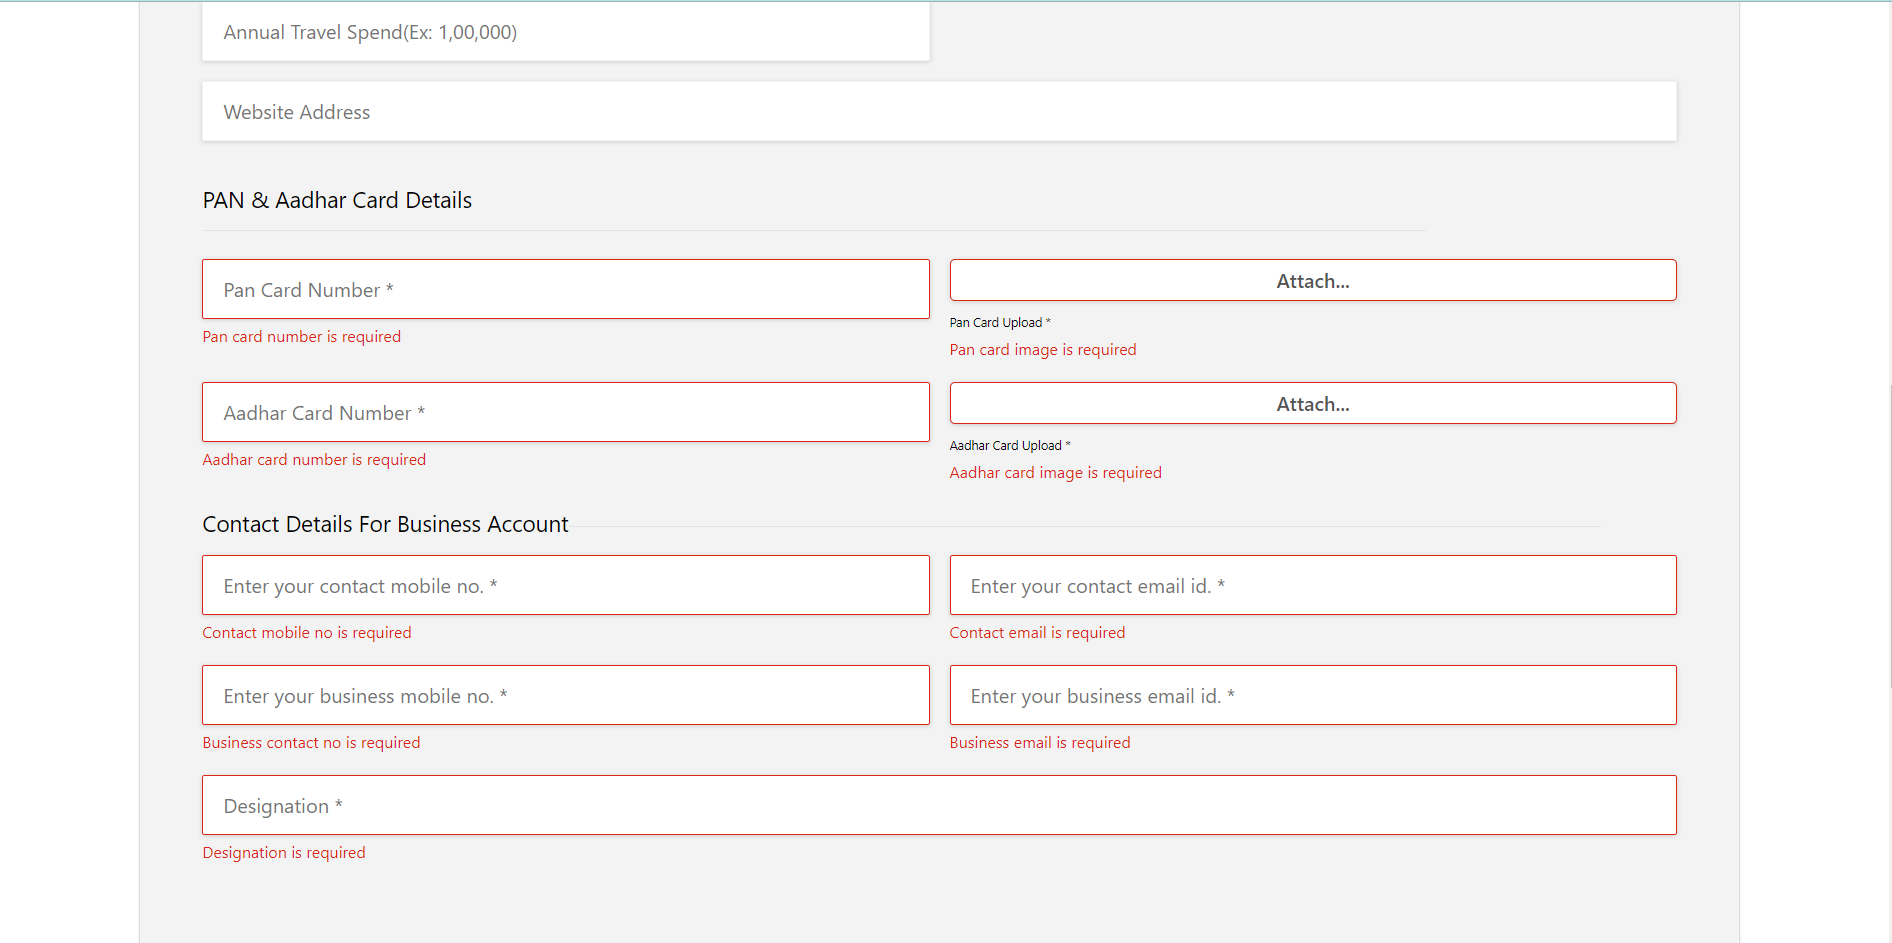 Annual Travel Spend(Ex: 1,00,000)
Website Address
PAN & Aadhar Card Details
Pan Card Number *
Attach...
Pan card number is required
Pan Card Upload *
Pan card image is required
Aadhar Card Number *
Attach...
Aadhar card number is required
Aadhar Card Upload *
Aadhar card image is required
Contact Details For Business Account
Enter your contact mobile no. *
Enter your contact email id. *
Contact mobile no is required
Contact email is required
Enter your business mobile no. *
Enter your business email id. *
Business contact no is required
Business email is required
Designation *
Designation is required